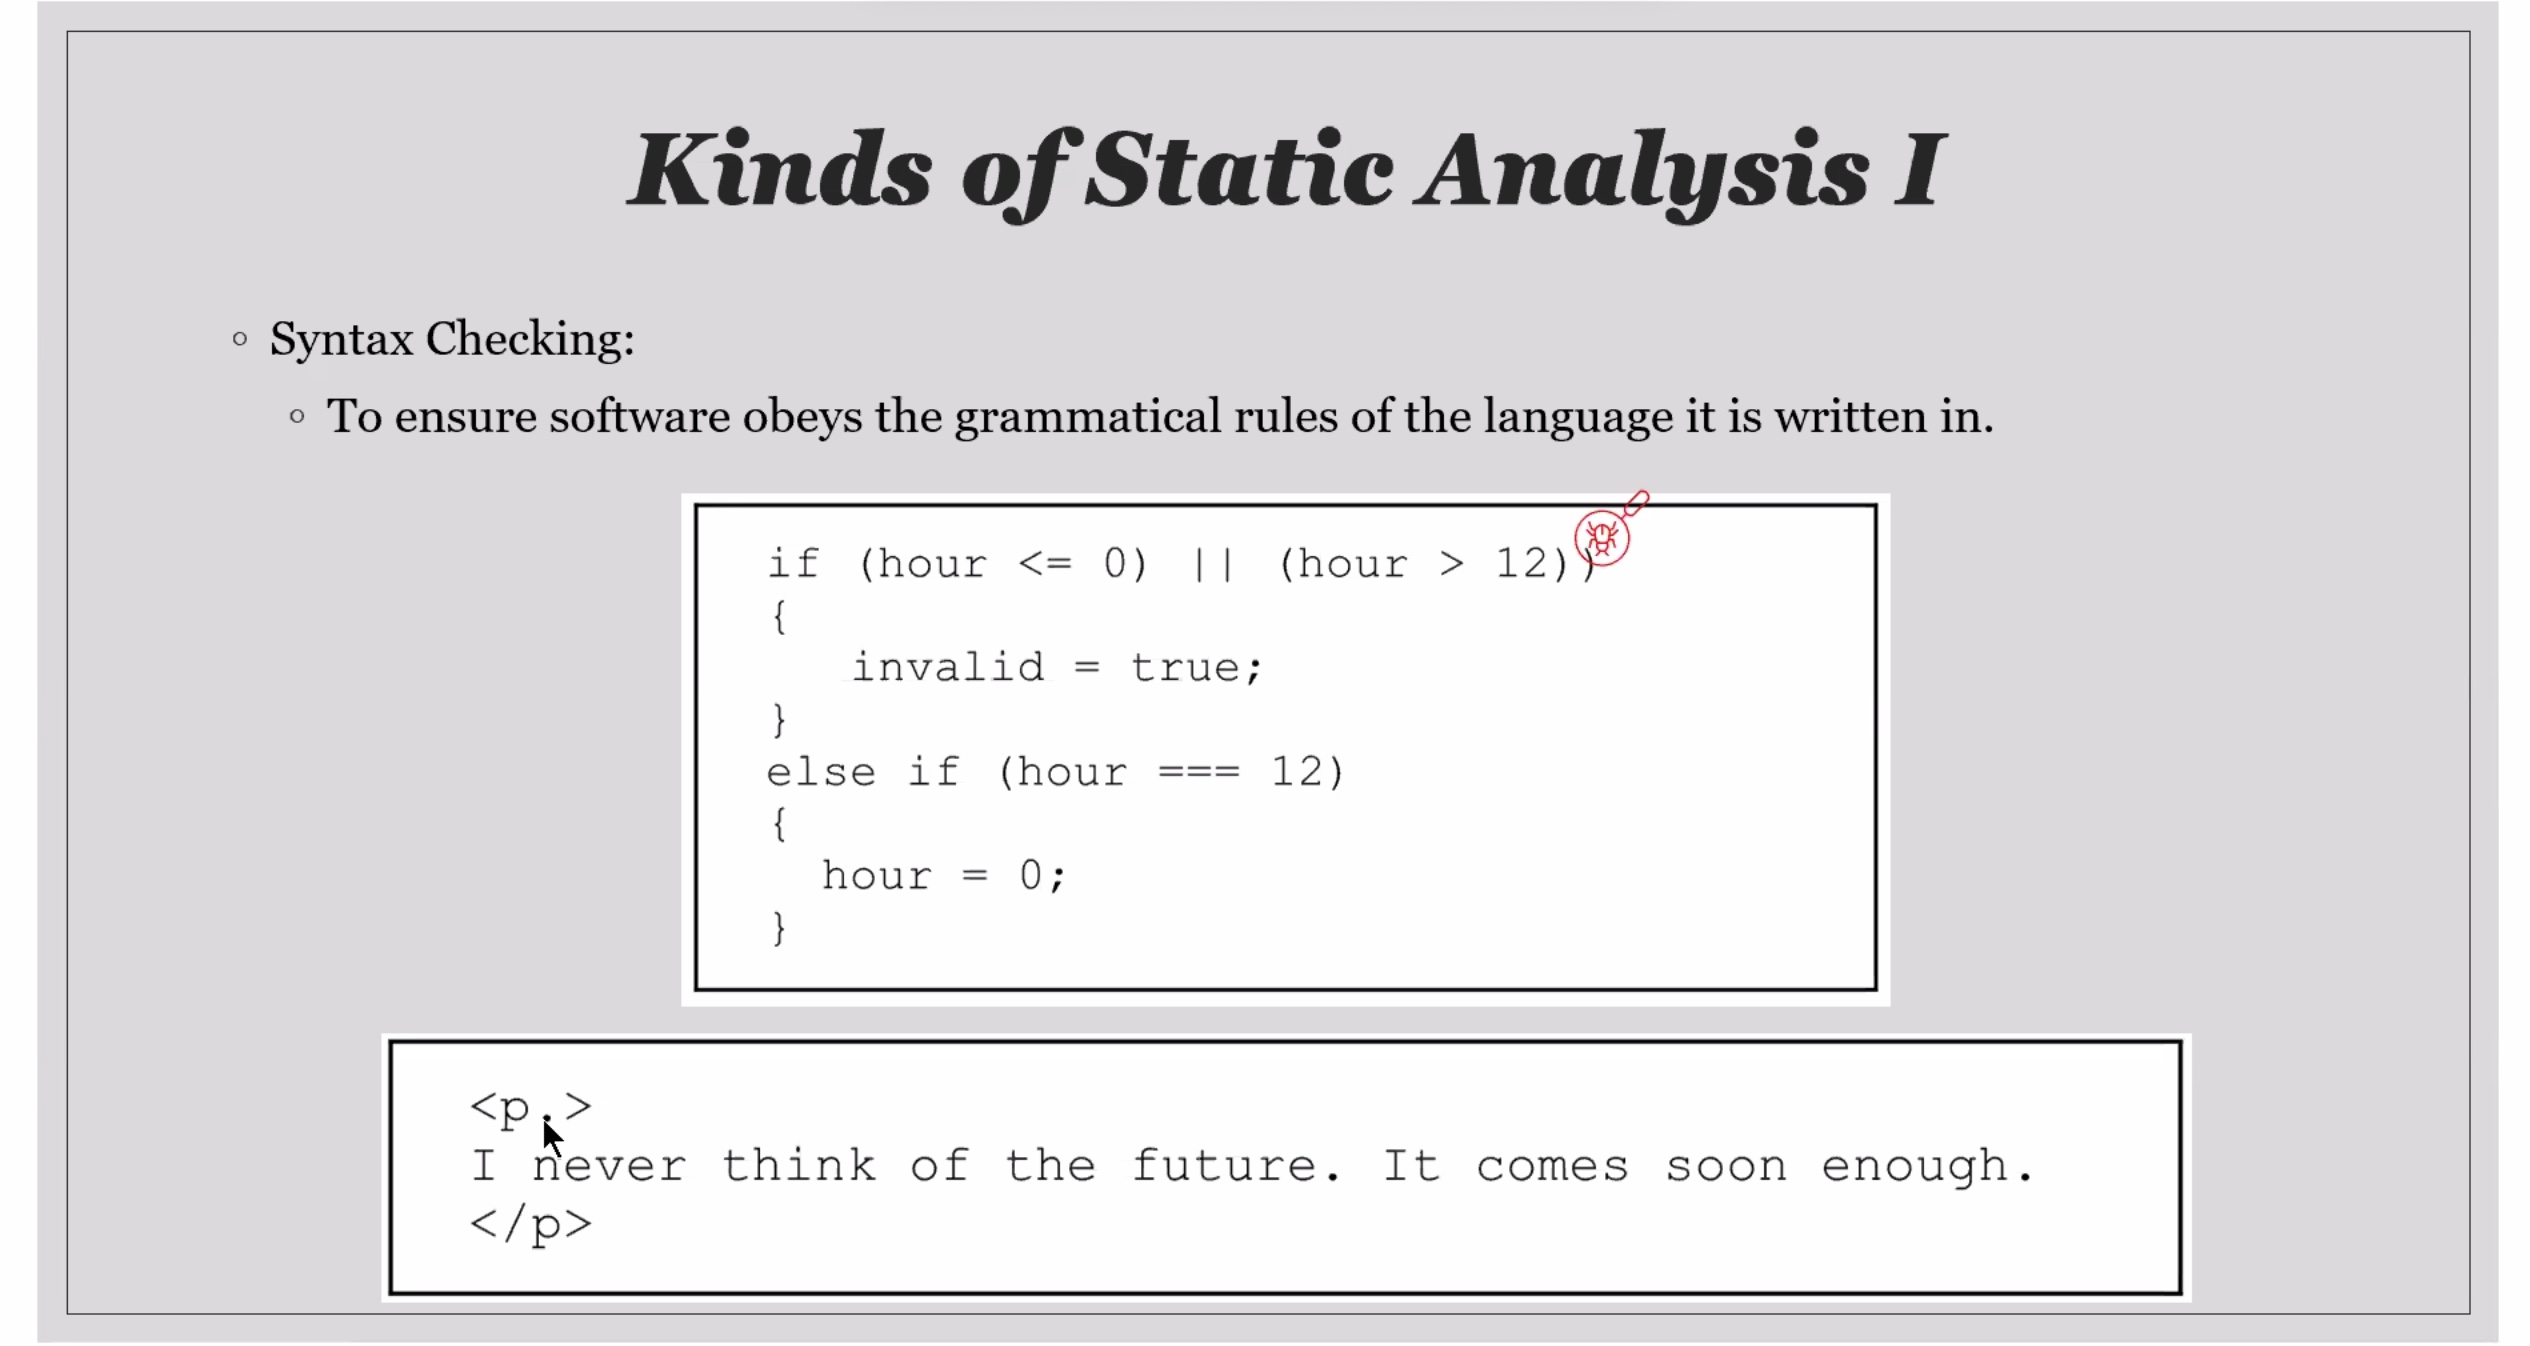 Kinds of Static Analysis I
◦ Syntax Checking:
◦ To ensure software obeys the grammatical rules of the language it is written in.
if (hour <= 0) || (hour > 12))
{
invalid = true;
}
else if (hour === 12)
{
hour = 0;
}
<p.>
I never think of the future. It comes soon enough.
</p>